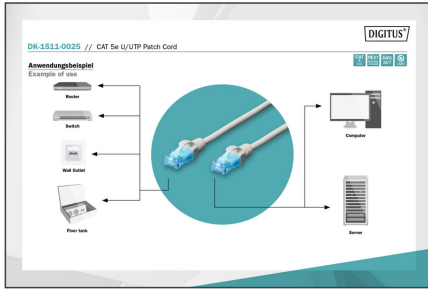 DIGITUS®
DK-1511-0025 // CAT 5e U/UTP Patch Cord
Anwendungsbeispiel
Example of use
Router
Switch
Wall Outlet
Floor tank
Computer
Server